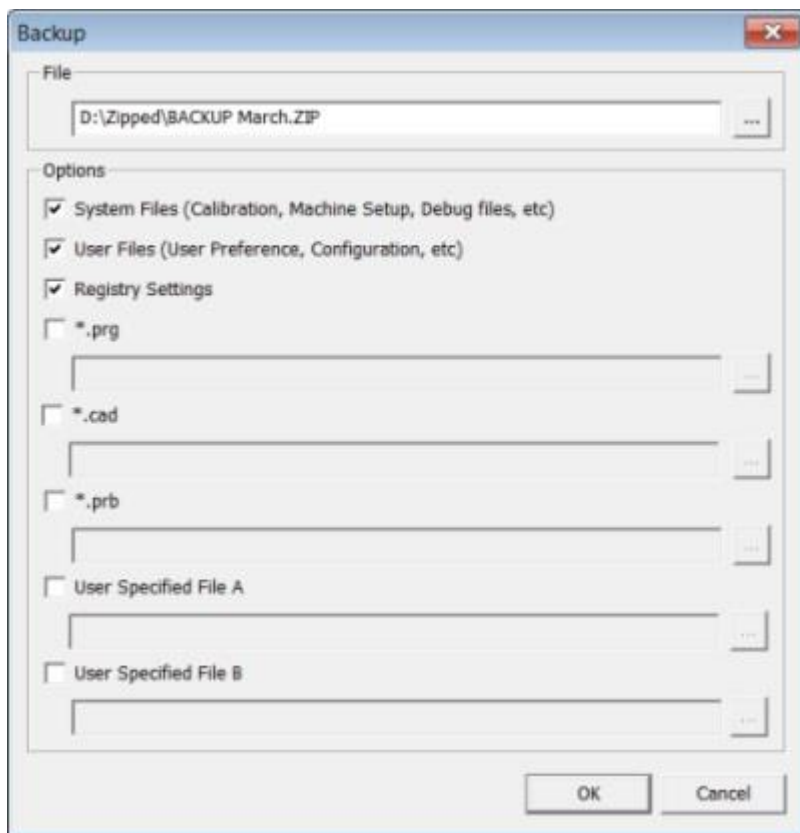 Backup
File
D:\Zipped\BACKUP March.ZIP
...
Options
System Files (Calibration, Machine Setup, Debug files, etc)
User Files (User Preference, Configuration, etc)
Registry Settings
*.prg
...
*.cad
...
*.prb
...
User Specified File A
...
User Specified File B
...
OK Cancel